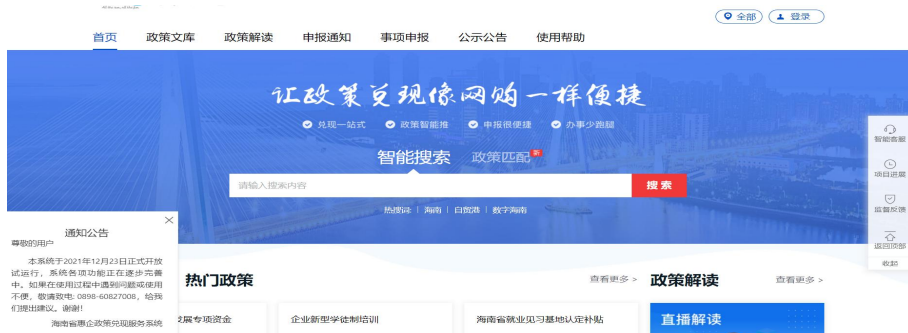 全部 登录
首页 政策文库 政策解读 申报通知 事项申报 公示公告 使用帮助
让政策兑现像网购一样便捷
兑现一站式 政策智能推 申报很便捷 办事少跑腿
智能搜索 政策匹配 新
请输入搜索内容 搜索
热搜词: | 海南 | 自贸港 | 数字海南
智能客服
项目进展
监督反馈
返回顶部
收起
通知公告
尊敬的用户
本系统于2021年12月23日正式开放
试运行，系统各项功能正在逐步完善
中。如果在使用过程中遇到问题或使用
不便，敬请致电: 0898-60827008，给我
们提出建议。谢谢!
海南省惠企政策兑现服务系统
热门政策 查看更多 >
政策解读 查看更多 >
发展专项资金 企业新型学徒制培训 海南省就业见习基地认定补贴
直播解读